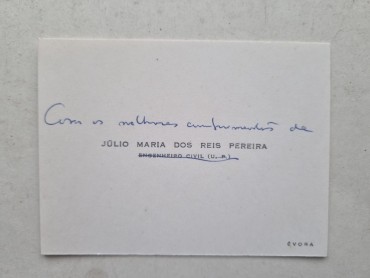 Com os melhores cumprimentos de
JÚLIO MARIA DOS REIS PEREIRA
ENGENHEIRO CIVIL (U. P.)
ÉVORA